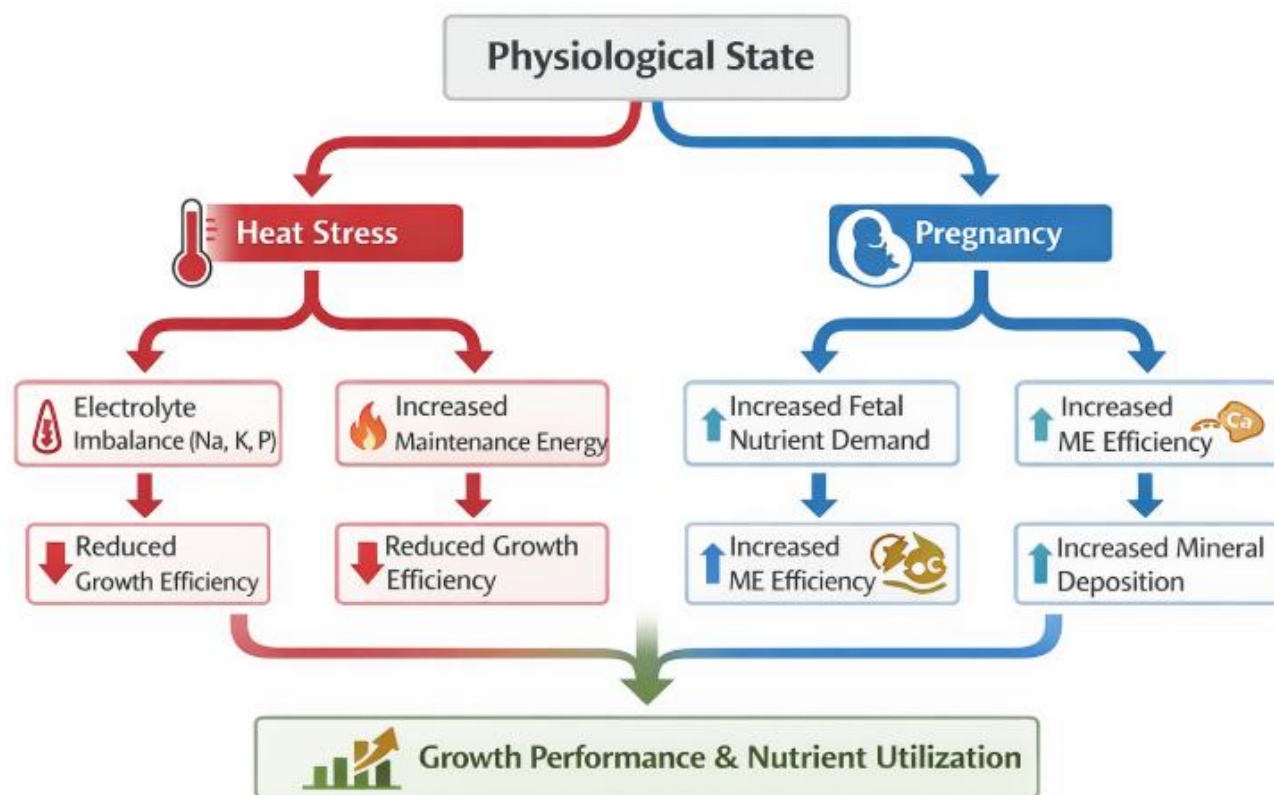 Physiological State
Heat Stress
Pregnancy
Electrolyte
Imbalance (Na, K, P)
Increased
Maintenance Energy
Increased Fetal
Nutrient Demand
Increased
ME Efficiency
Ca
Reduced
Growth Efficiency
Reduced Growth
Efficiency
Increased
ME Efficiency
C
Increased Mineral
Deposition
Growth Performance & Nutrient Utilization